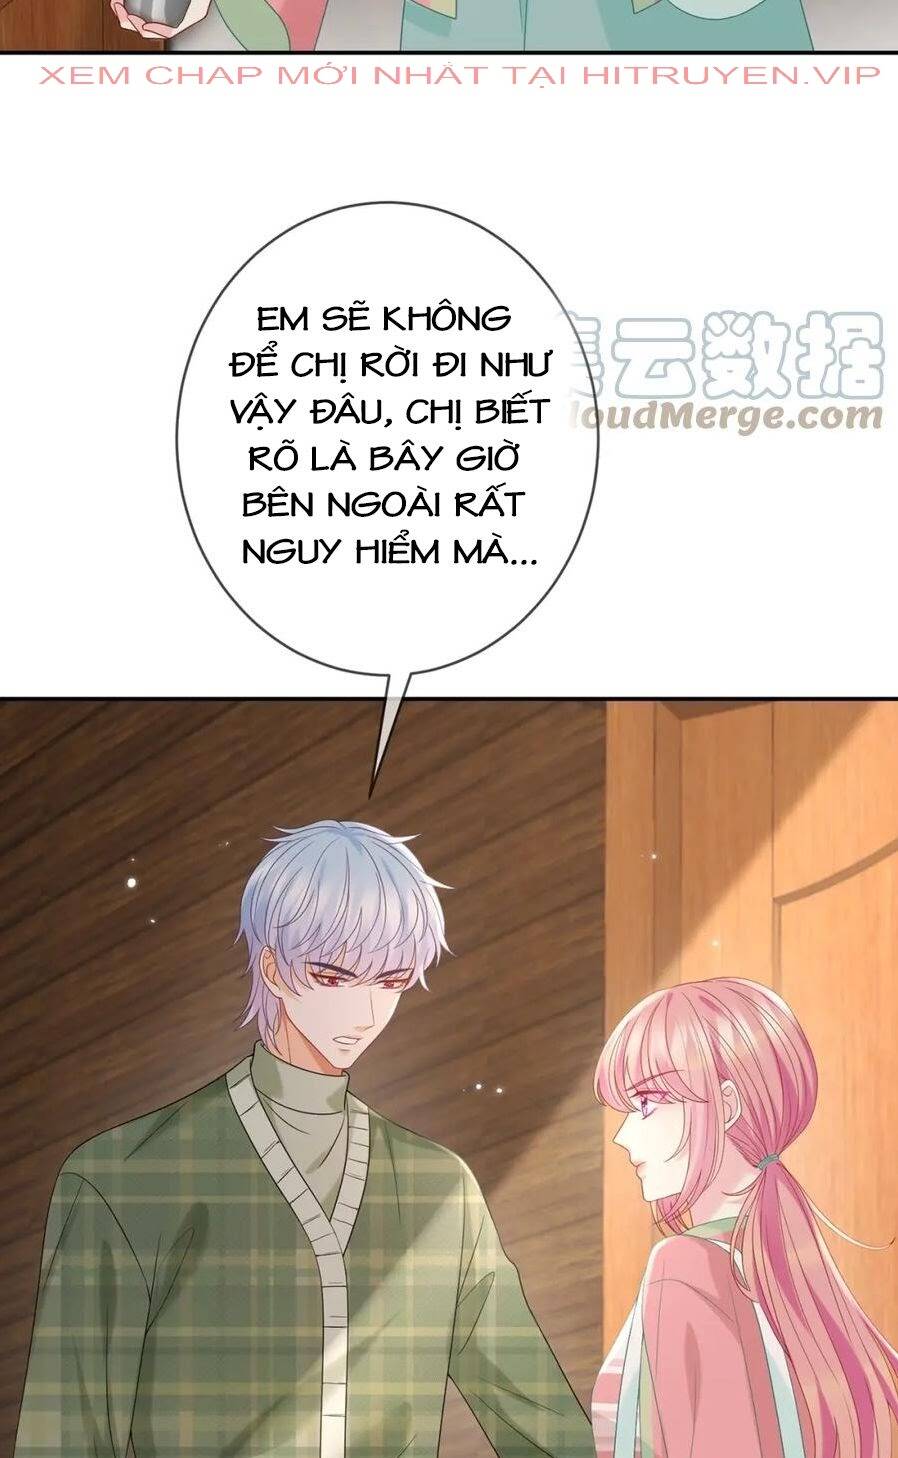 XEM CHAP MỚI NHẤT TẠI HITRUYEN.VIP
EM SẼ KHÔNG
ĐỂ CHỊ RỜI ĐI NHƯ
VẬY ĐÂU, CHỊ BIẾT
RÕ LÀ BÂY GIỜ
BÊN NGOÀI RẤT
NGUY HIỂM MÀ...
云数据
loudMerge.com